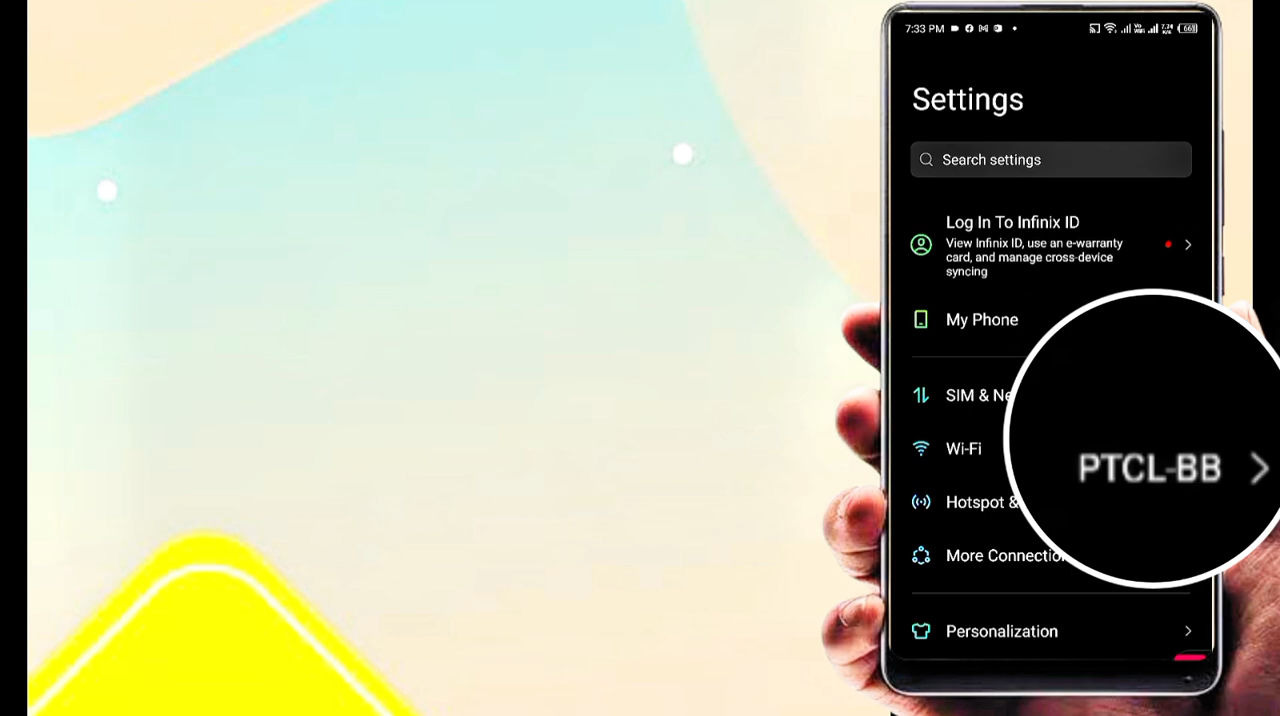 7:33 PM
Settings
Search settings
Log In To Infinix ID
View Infinix ID, use an e-warranty
card, and manage cross-device
syncing
My Phone
SIM & Ne
Wi-Fi
PTCL-BB
Hotspot &
More Connectio
Personalization